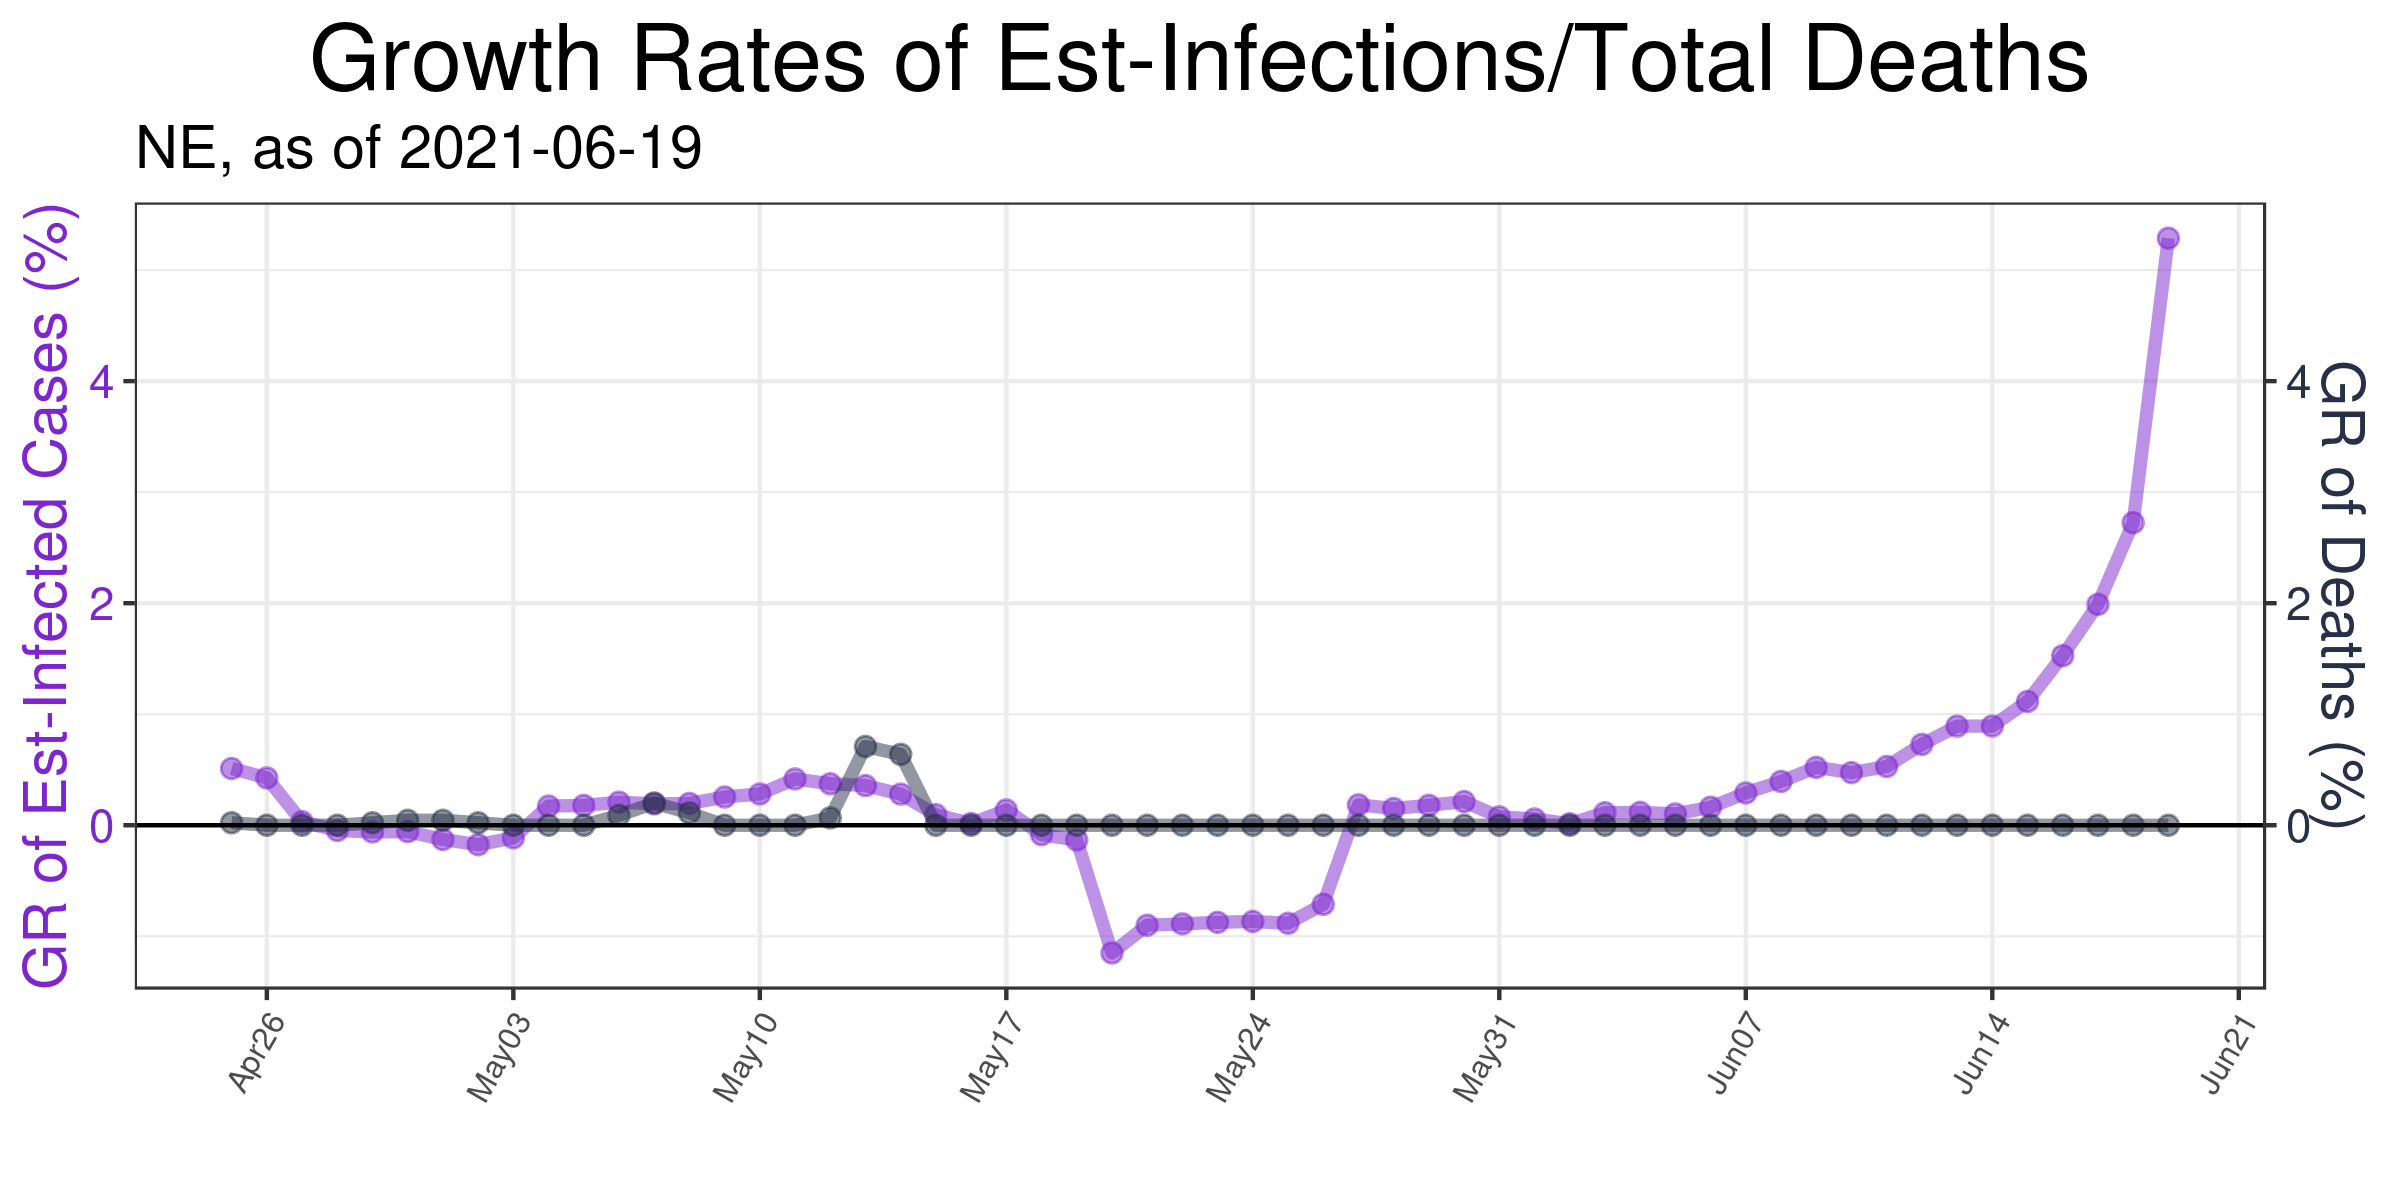 Growth Rates of Est-Infections/Total Deaths
NE, as of 2021-06-19
GR of Est-Infected Cases (%)
4
2
0
4
2
0
GR of Deaths (%)
Apr26
May03
May10
May17
May24
May31
Jun07
Jun14
Jun21